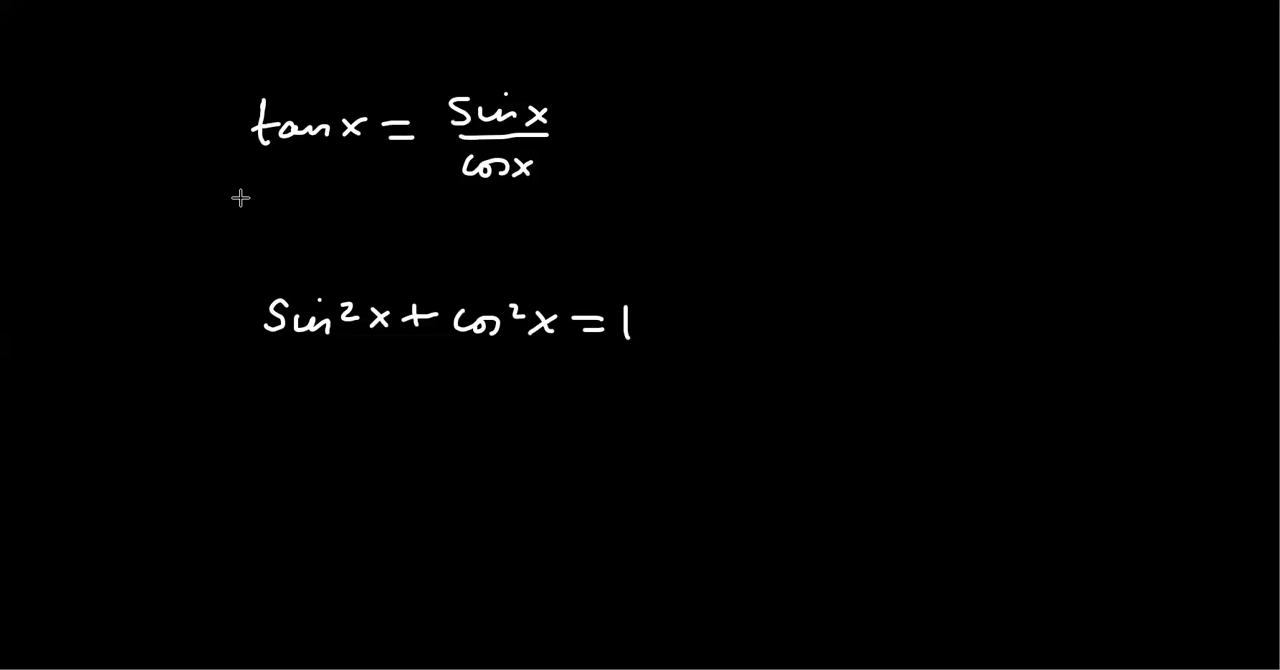 tan x = sin x / cos x
sin²x + cos²x = 1